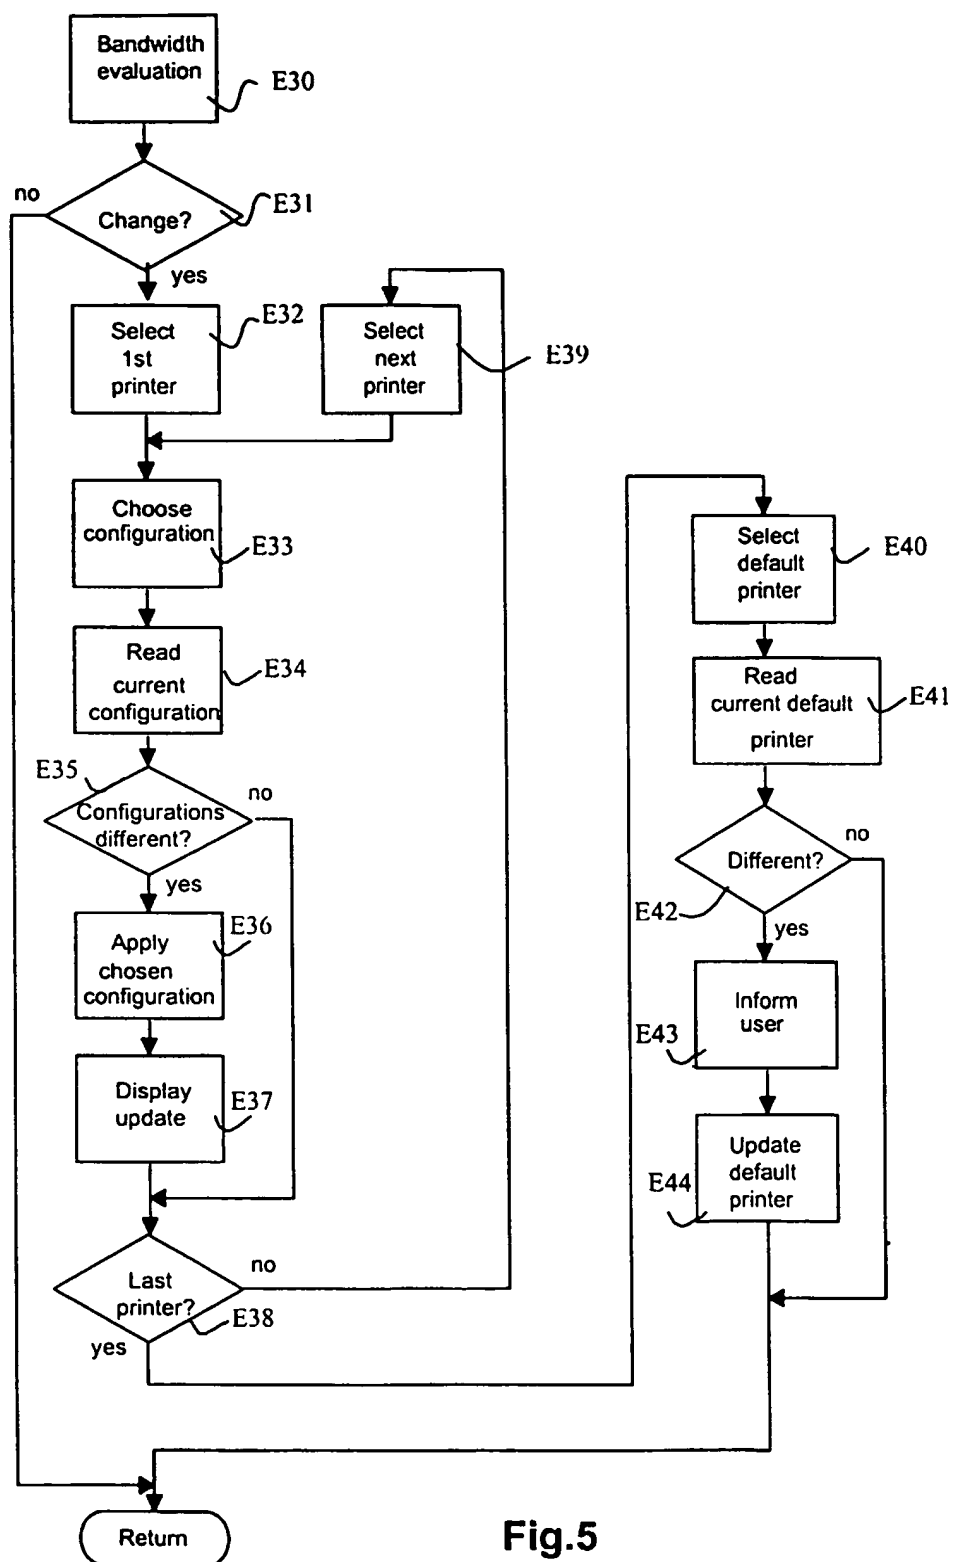 Bandwidth
evaluation
E30
no
Change?
E31
yes
Select
1st
printer
E32
Select
next
printer
E39
Choose
configuration
E33
Read
current
configuration
E34
E35
Configurations
different?
no
yes
Apply
chosen
configuration
E36
Display
update
E37
Last
printer?
no
E38
yes
Select
default
printer
E40
Read
current default
printer
E41
Different?
no
E42
yes
Inform
user
E43
Update
default
printer
E44
Return
Fig.5